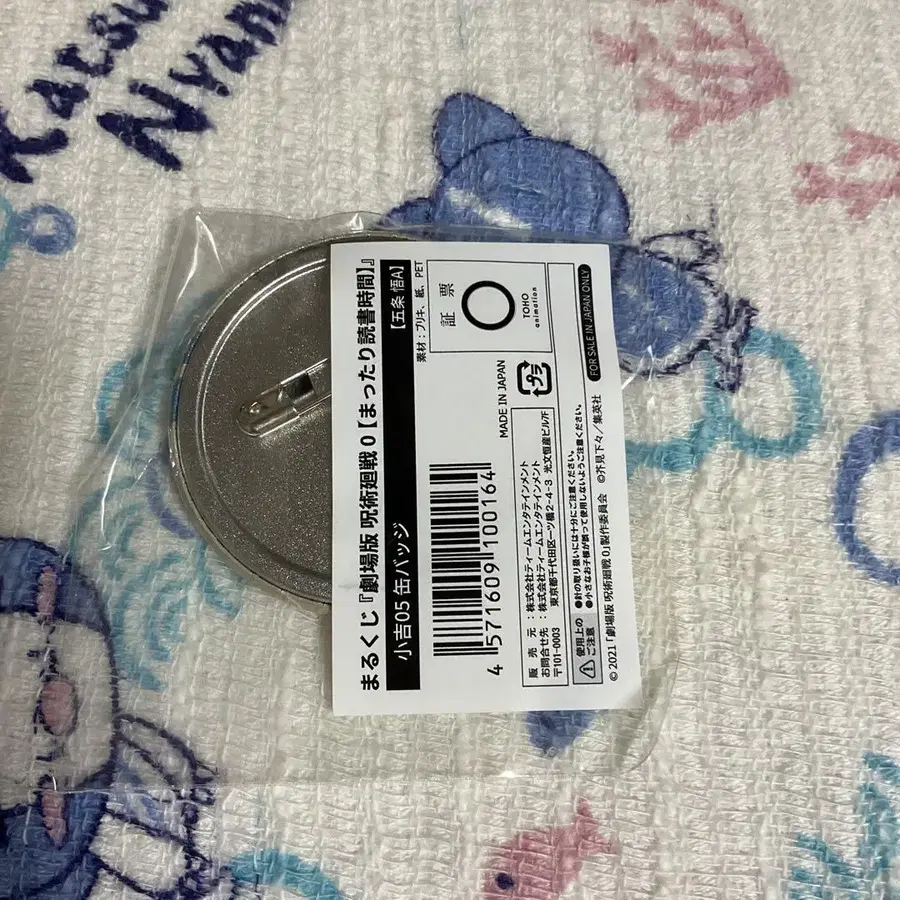 Katsu
Nyan
まるくじ『劇場版 呪術廻戦 0【まったり読書時間】』
小吉05 缶バッジ
【五条 悟A】
素材：ブリキ、紙、PET
証票
TOHO
animation
4 571609 100164
MADE IN JAPAN
プラ
販 売 元：株式会社ティームエンタテインメント
お問合せ先：株式会社ティームエンタテインメント
〒101-0003 東京都千代田区一ツ橋2-4-3 光文恒産ビル7F
使用上のご注意
●針の取り扱いには十分にご注意ください。
●小さなお子様が誤って使用しないようご注意ください。
FOR SALE IN JAPAN ONLY
©2021「劇場版 呪術廻戦 0」製作委員会 ©芥見下々／集英社